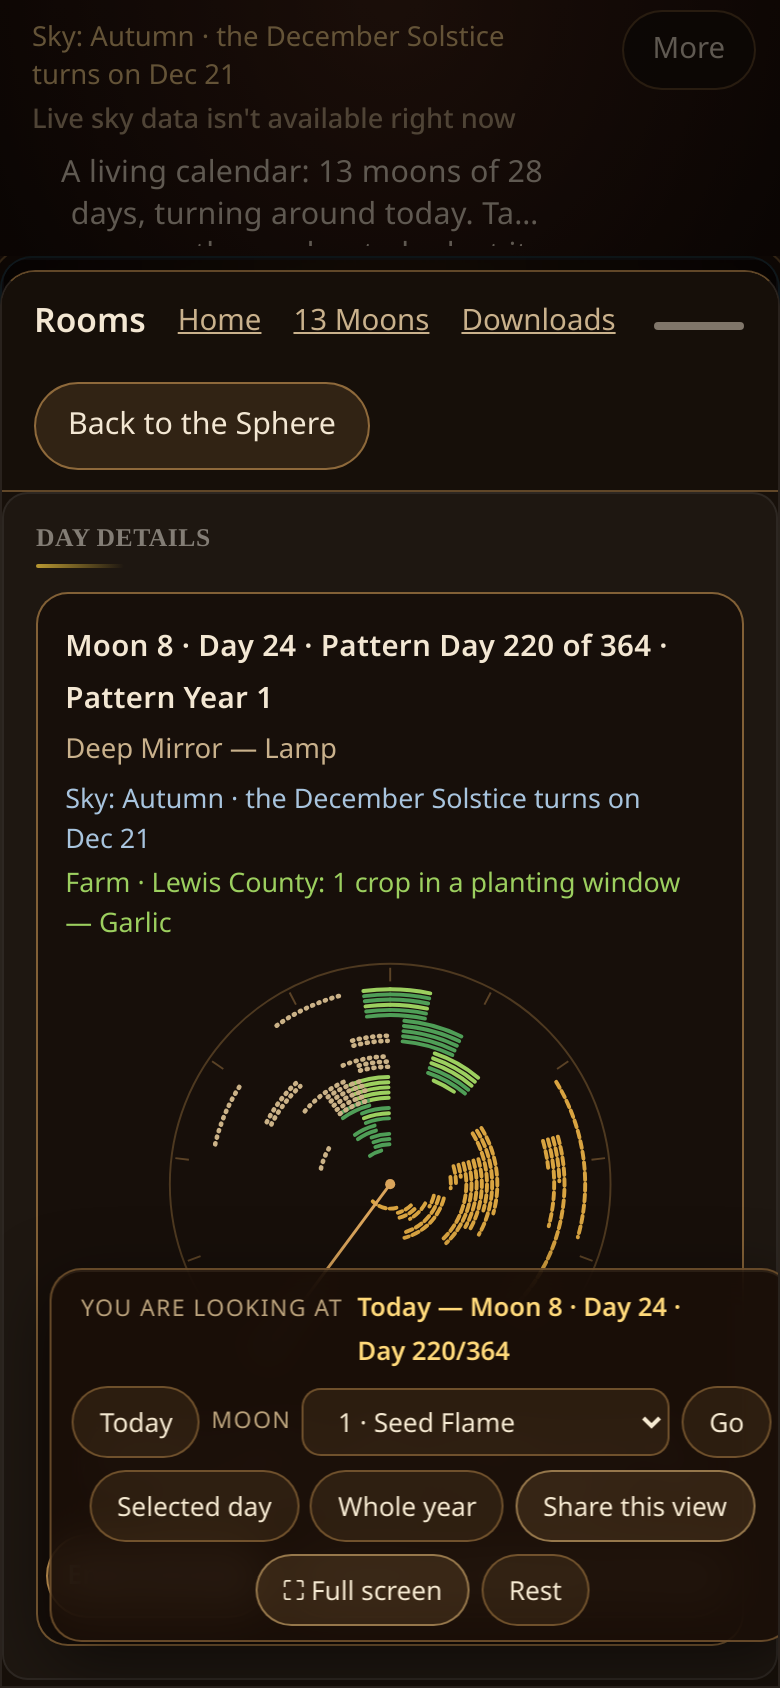 Sky: Autumn · the December Solstice
turns on Dec 21
More
Live sky data isn't available right now
A living calendar: 13 moons of 28
days, turning around today. Ta...
Rooms Home 13 Moons Downloads
Back to the Sphere
DAY DETAILS
Moon 8 · Day 24 · Pattern Day 220 of 364 ·
Pattern Year 1
Deep Mirror — Lamp
Sky: Autumn · the December Solstice turns on
Dec 21
Farm · Lewis County: 1 crop in a planting window
— Garlic
YOU ARE LOOKING AT Today — Moon 8 · Day 24 ·
Day 220/364
Today MOON 1 · Seed Flame Go
Selected day Whole year Share this view
Full screen Rest